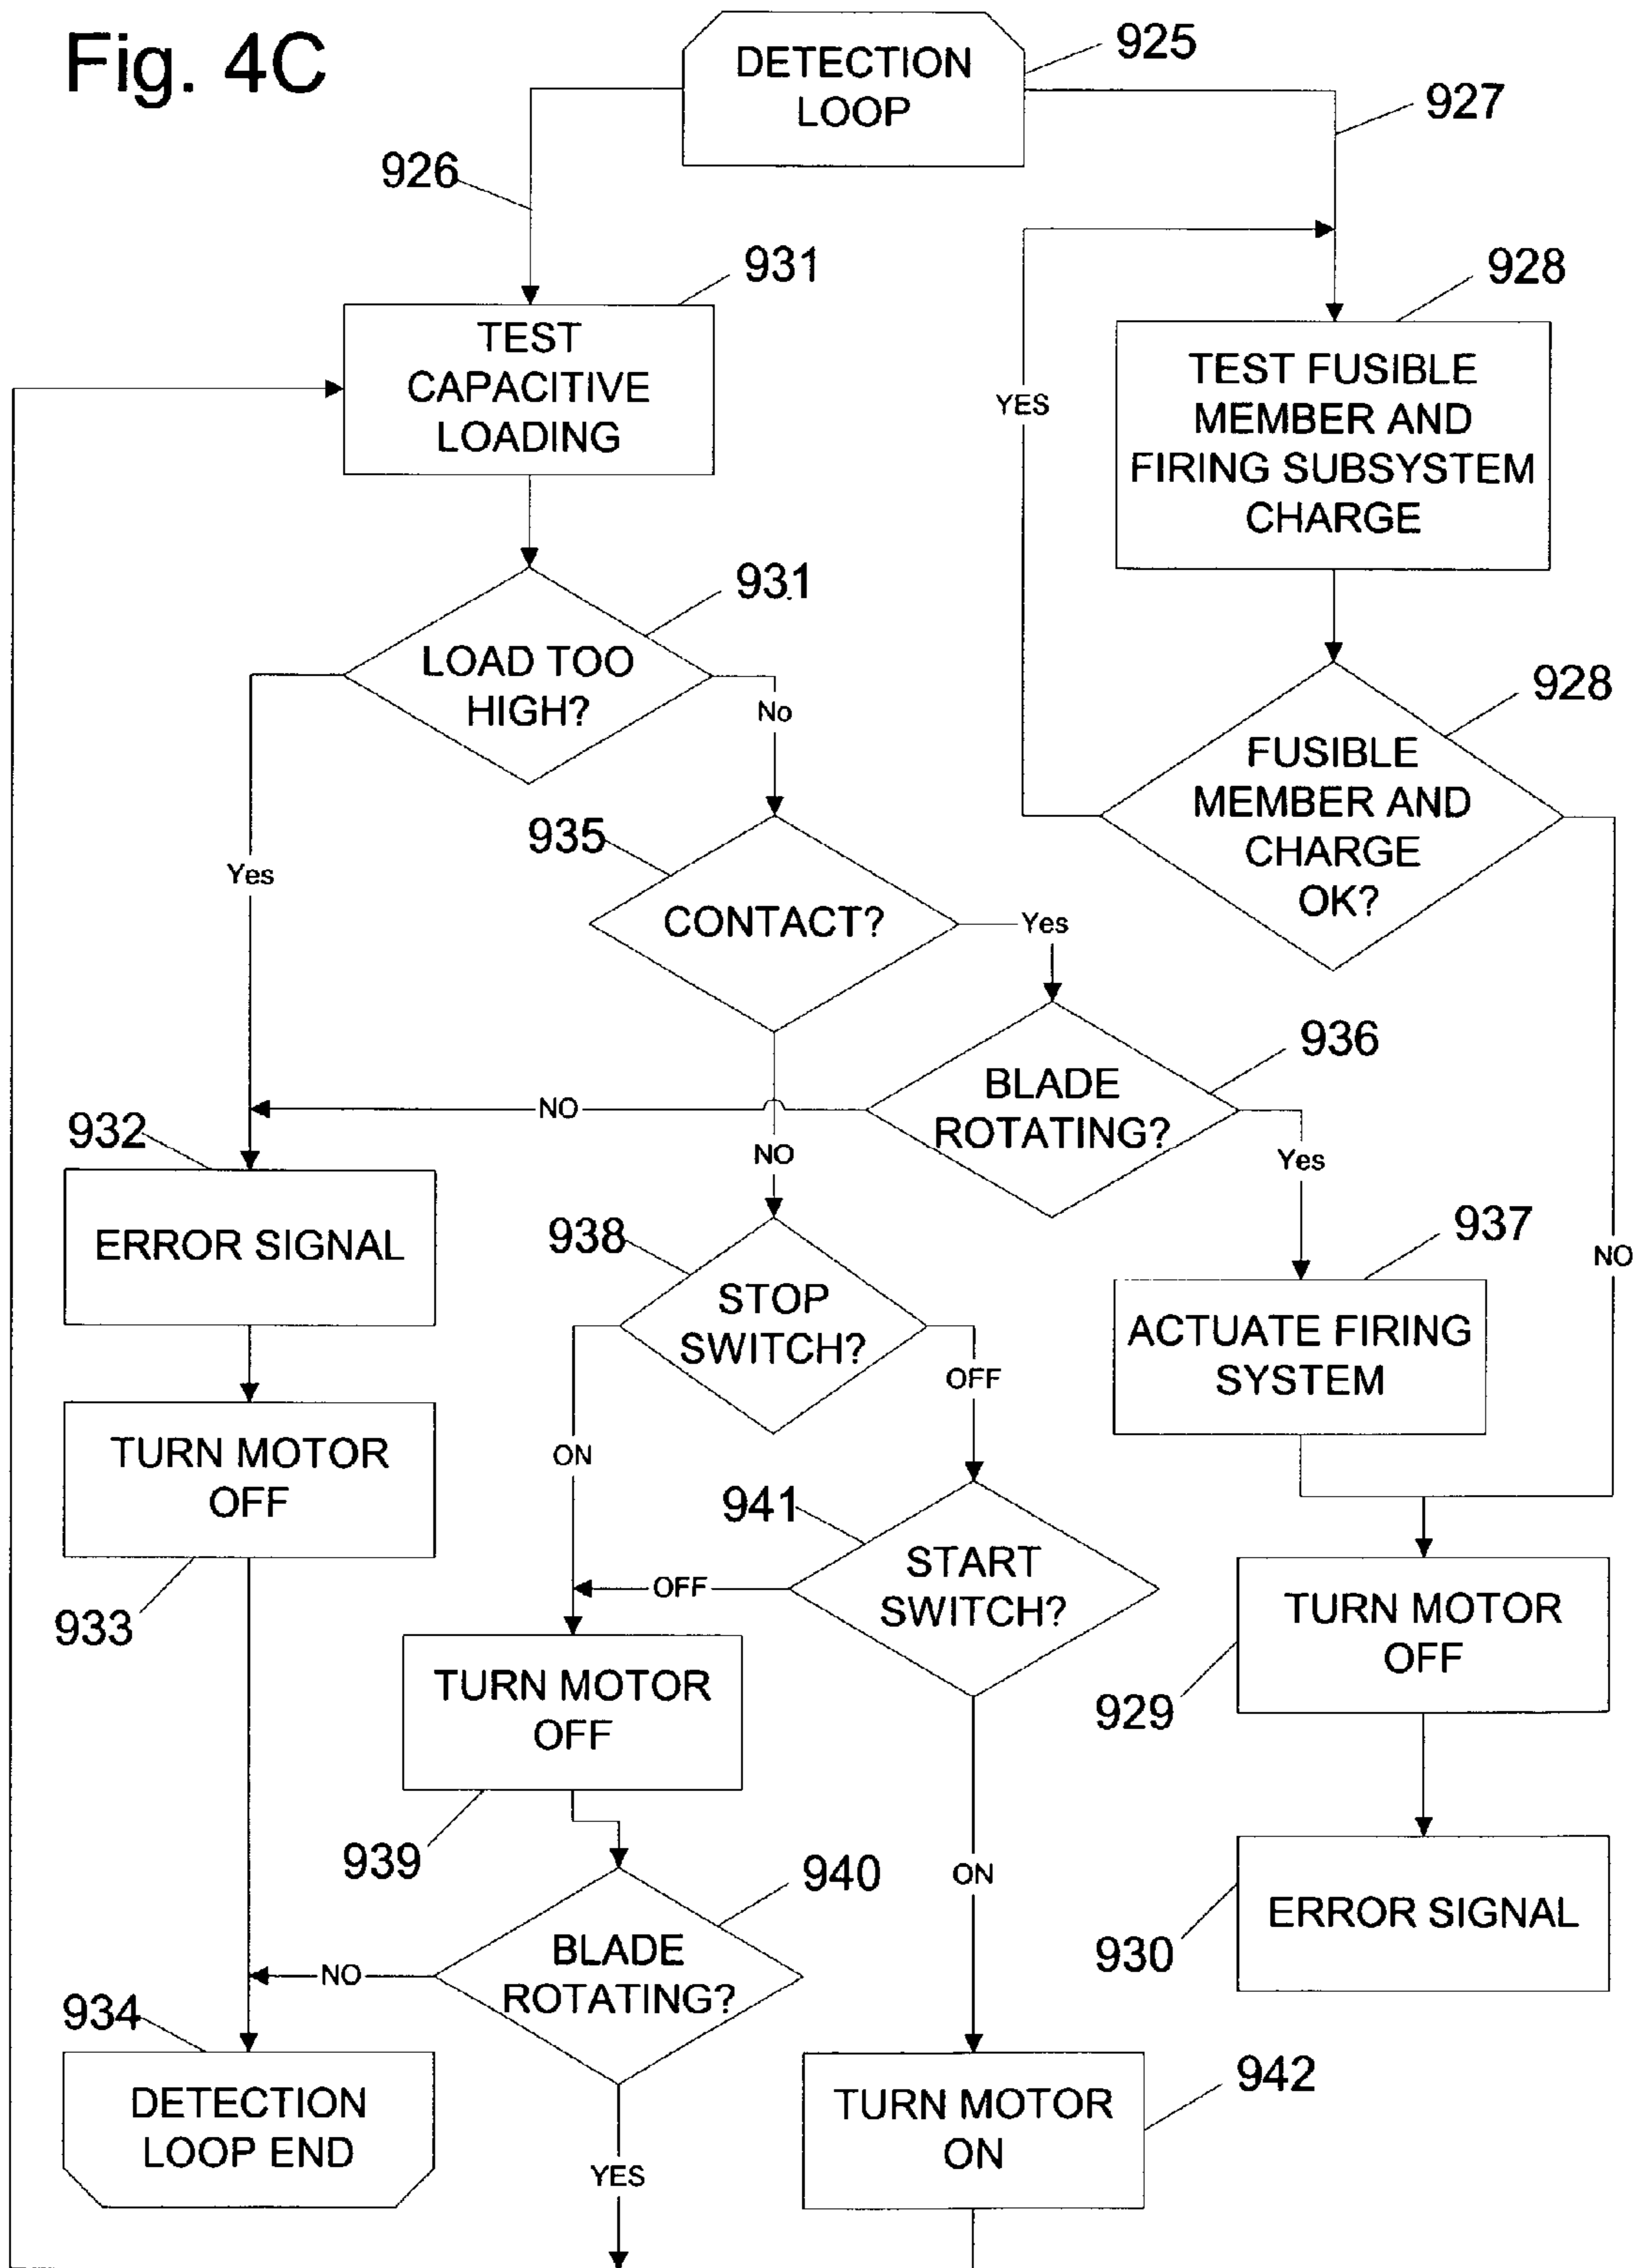 Fig. 4C
DETECTION
LOOP
925
927
926
931
TEST
CAPACITIVE
LOADING
928
TEST FUSIBLE
MEMBER AND
FIRING SUBSYSTEM
CHARGE
YES
931
LOAD TOO
HIGH?
No
Yes
928
FUSIBLE
MEMBER AND
CHARGE
OK?
NO
935
CONTACT?
Yes
NO
936
BLADE
ROTATING?
NO
Yes
932
ERROR SIGNAL
938
STOP
SWITCH?
ON
OFF
937
ACTUATE FIRING
SYSTEM
TURN MOTOR
OFF
933
941
START
SWITCH?
OFF
ON
TURN MOTOR
OFF
929
TURN MOTOR
OFF
939
940
BLADE
ROTATING?
NO
YES
ERROR SIGNAL
930
934
DETECTION
LOOP END
TURN MOTOR
ON
942